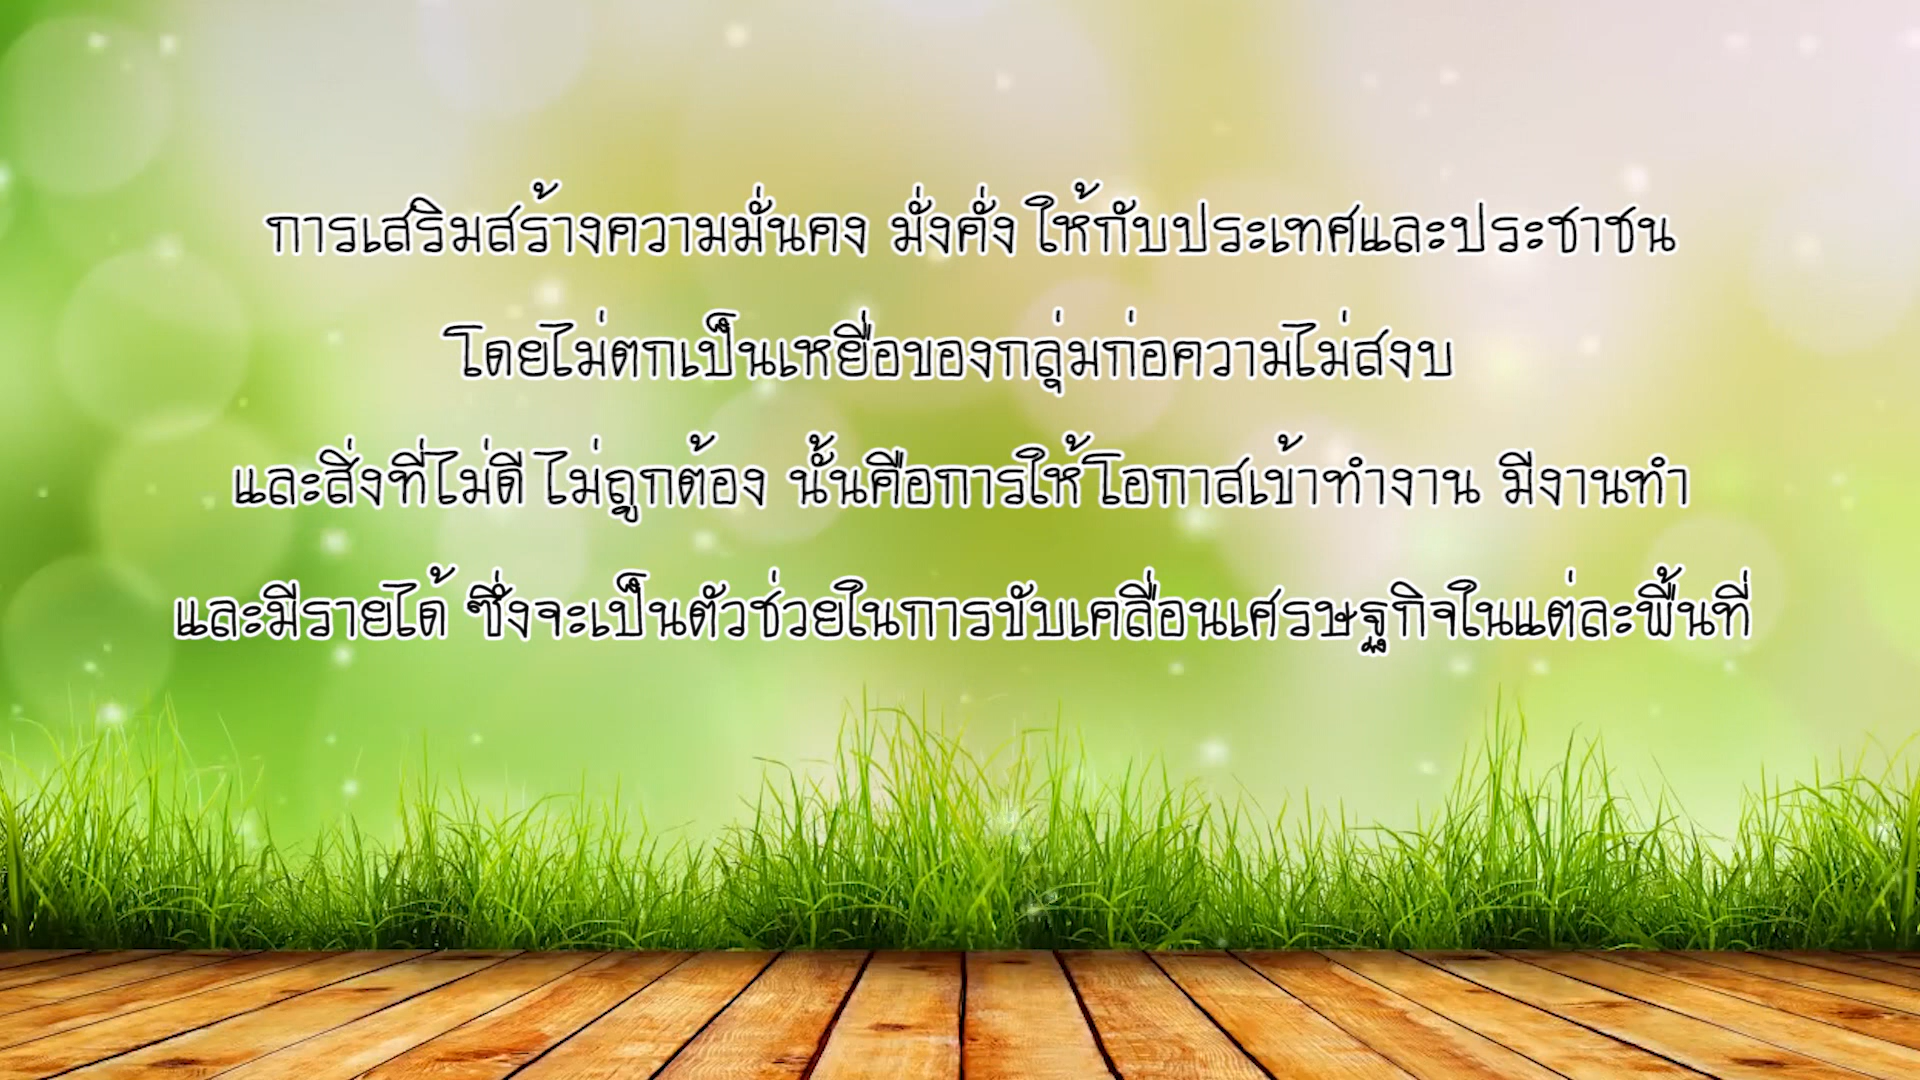 การเสริมสร้างความมั่นคง มั่งคั่ง ให้กับประเทศและประชาชน
โดยไม่ตกเป็นเหยื่อของกลุ่มก่อความไม่สงบ
และสิ่งที่ไม่ดี ไม่ถูกต้อง นั้นคือการให้โอกาสเข้าทำงาน มีงานทำ
และมีรายได้ ซึ่งจะเป็นตัวช่วยในการขับเคลื่อนเศรษฐกิจในแต่ละพื้นที่